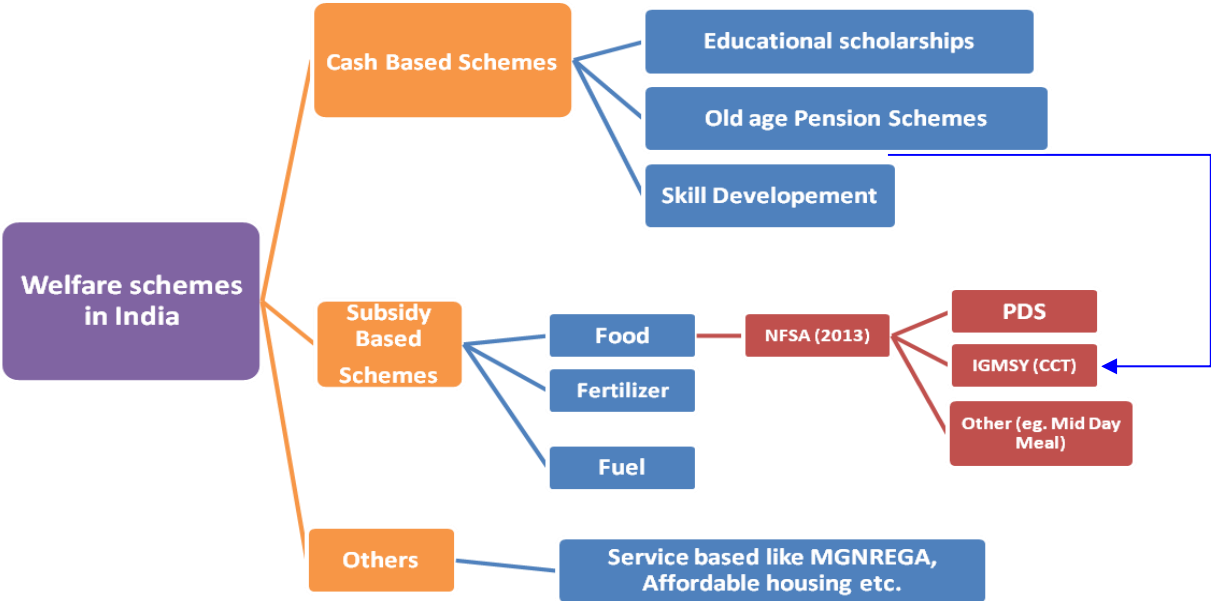 Welfare schemes
in India
Cash Based Schemes
Educational scholarships
Old age Pension Schemes
Skill Developement
Subsidy
Based
Schemes
Food
NFSA (2013)
PDS
IGMSY (CCT)
Other (eg. Mid Day
Meal)
Fertilizer
Fuel
Others
Service based like MGNREGA,
Affordable housing etc.